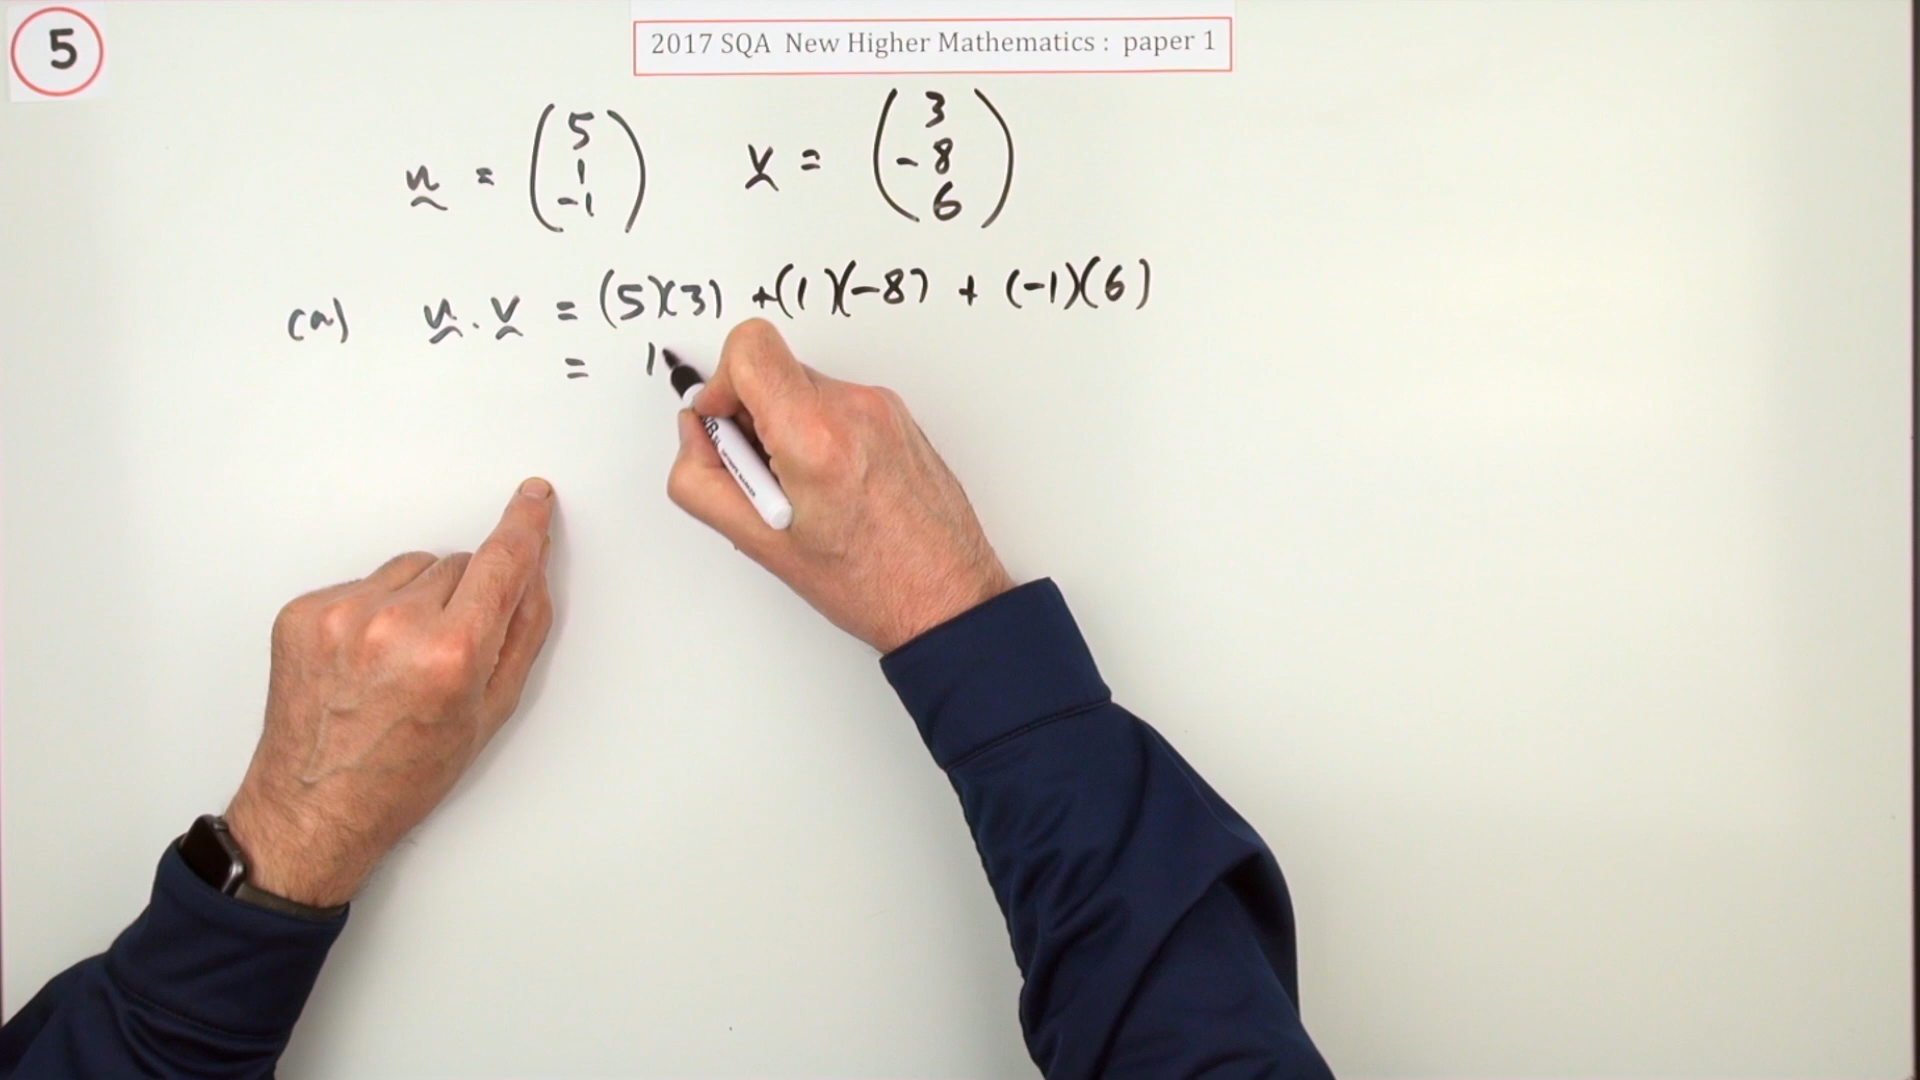 5
2017 SQA New Higher Mathematics : paper 1
u = (5 1 -1) v = (3 -8 6)
(a) u . v = (5)(3) + (1)(-8) + (-1)(6)
= 1